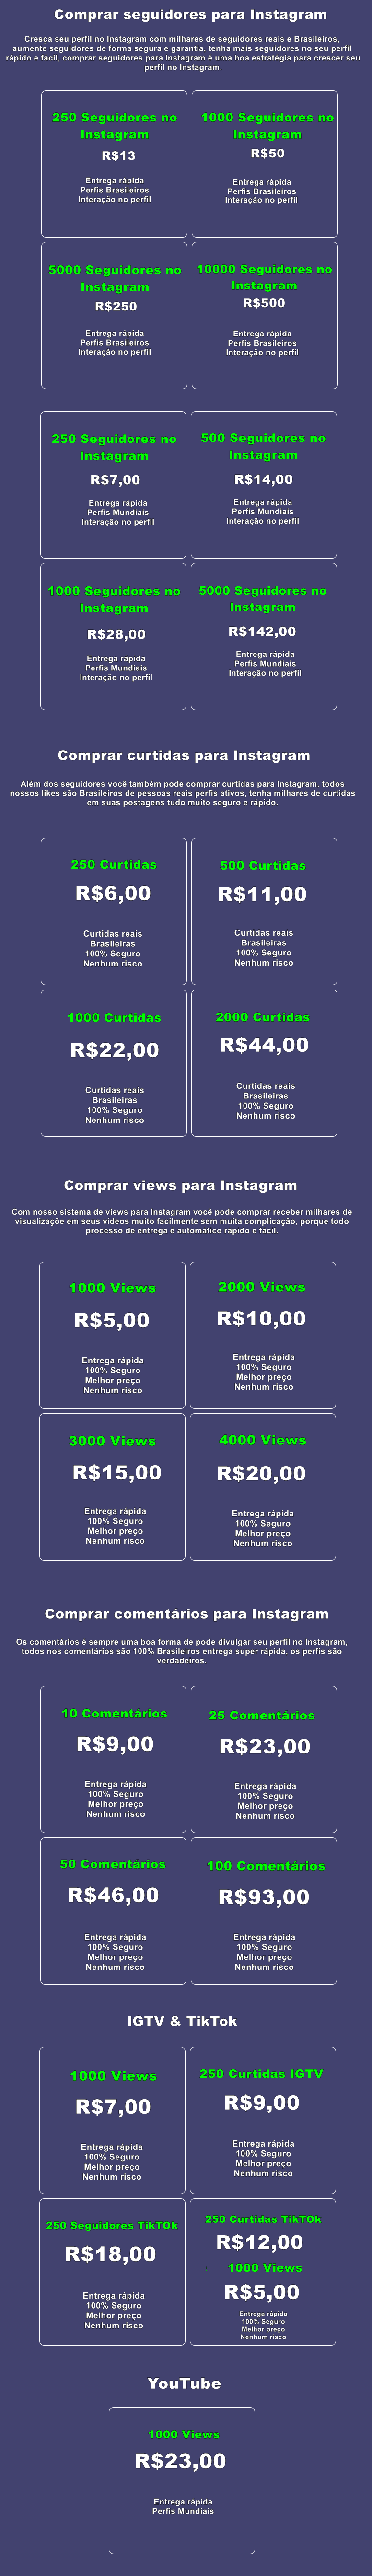 Comprar seguidores para Instagram
Cresça seu perfil no Instagram com milhares de seguidores reais e Brasileiros,
aumente seguidores de forma segura e garantia, tenha mais seguidores no seu perfil
rápido e fácil, comprar seguidores para Instagram é uma boa estratégia para crescer seu
perfil no Instagram.
250 Seguidores no
Instagram
R$13
Entrega rápida
Perfis Brasileiros
Interação no perfil
1000 Seguidores no
Instagram
R$50
Entrega rápida
Perfis Brasileiros
Interação no perfil
5000 Seguidores no
Instagram
R$250
Entrega rápida
Perfis Brasileiros
Interação no perfil
10000 Seguidores no
Instagram
R$500
Entrega rápida
Perfis Brasileiros
Interação no perfil
250 Seguidores no
Instagram
R$7,00
Entrega rápida
Perfis Mundiais
Interação no perfil
500 Seguidores no
Instagram
R$14,00
Entrega rápida
Perfis Mundiais
Interação no perfil
1000 Seguidores no
Instagram
R$28,00
Entrega rápida
Perfis Mundiais
Interação no perfil
5000 Seguidores no
Instagram
R$142,00
Entrega rápida
Perfis Mundiais
Interação no perfil
Comprar curtidas para Instagram
Além dos seguidores você também pode comprar curtidas para Instagram, todos
nossos likes são Brasileiros de pessoas reais perfis ativos, tenha milhares de curtidas
em suas postagens tudo muito seguro e rápido.
250 Curtidas
R$6,00
Curtidas reais
Brasileiras
100% Seguro
Nenhum risco
500 Curtidas
R$11,00
Curtidas reais
Brasileiras
100% Seguro
Nenhum risco
1000 Curtidas
R$22,00
Curtidas reais
Brasileiras
100% Seguro
Nenhum risco
2000 Curtidas
R$44,00
Curtidas reais
Brasileiras
100% Seguro
Nenhum risco
Comprar views para Instagram
Com nosso sistema de views para Instagram você pode comprar receber milhares de
visualizaçõe em seus vídeos muito facilmente sem muita complicação, porque todo
processo de entrega é automático rápido e fácil.
1000 Views
R$5,00
Entrega rápida
100% Seguro
Melhor preço
Nenhum risco
2000 Views
R$10,00
Entrega rápida
100% Seguro
Melhor preço
Nenhum risco
3000 Views
R$15,00
Entrega rápida
100% Seguro
Melhor preço
Nenhum risco
4000 Views
R$20,00
Entrega rápida
100% Seguro
Melhor preço
Nenhum risco
Comprar comentários para Instagram
Os comentários é sempre uma boa forma de pode divulgar seu perfil no Instagram,
todos nos comentários são 100% Brasileiros entrega super rápida, os perfis são
verdadeiros.
10 Comentários
R$9,00
Entrega rápida
100% Seguro
Melhor preço
Nenhum risco
25 Comentários
R$23,00
Entrega rápida
100% Seguro
Melhor preço
Nenhum risco
50 Comentários
R$46,00
Entrega rápida
100% Seguro
Melhor preço
Nenhum risco
100 Comentários
R$93,00
Entrega rápida
100% Seguro
Melhor preço
Nenhum risco
IGTV & TikTok
1000 Views
R$7,00
Entrega rápida
100% Seguro
Melhor preço
Nenhum risco
250 Curtidas IGTV
R$9,00
Entrega rápida
100% Seguro
Melhor preço
Nenhum risco
250 Seguidores TikTOk
R$18,00
Entrega rápida
100% Seguro
Melhor preço
Nenhum risco
250 Curtidas TikTOk
R$12,00
1000 Views
R$5,00
Entrega rápida
100% Seguro
Melhor preço
Nenhum risco
YouTube
1000 Views
R$23,00
Entrega rápida
Perfis Mundiais